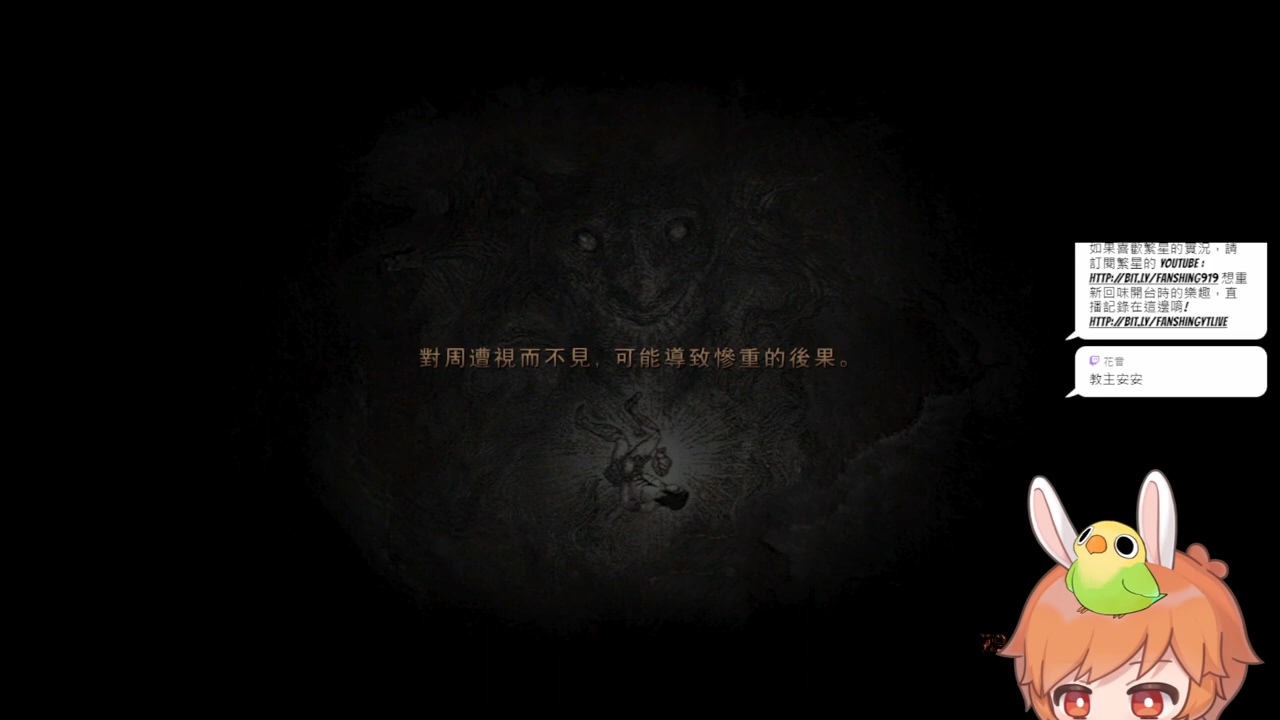 對周遭視而不見，可能導致慘重的後果。
如果喜歡繁星的實況，請
訂閱繁星的 YOUTUBE :
HTTP://BIT.LY/FANSHING919 想重
新回味開台時的樂趣，直
播記錄在這邊唷!
HTTP://BIT.LY/FANSHINGYTLIVE
花音
教主安安